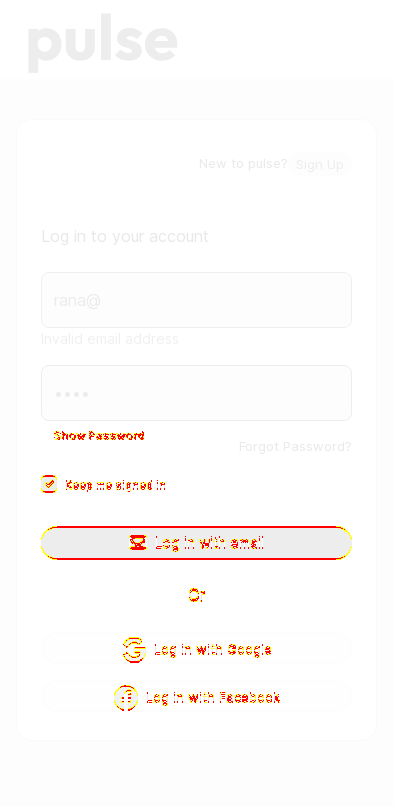 pulse
New to pulse? Sign Up
Log in to your account
rana@
Invalid email address
••••
Show Password
Forgot Password?
Keep me signed in
Log in with email
Or
Log in with Google
Log in with Facebook